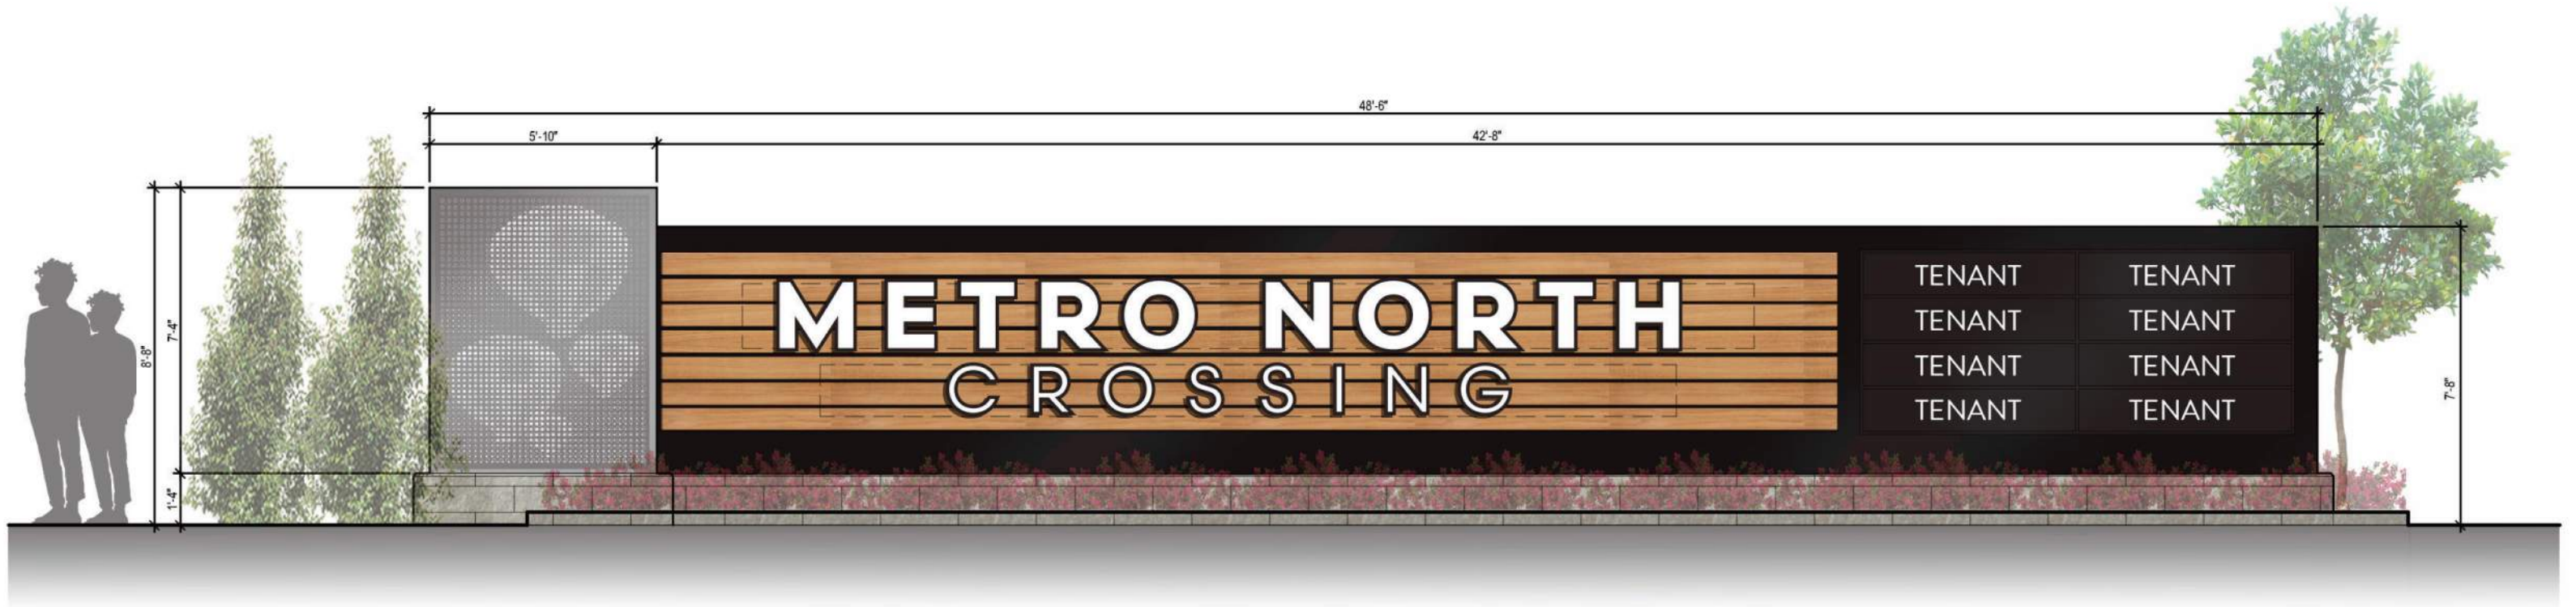 48'-6"
5'-10" 42'-8"
7'-4"
8'-8"
1'-4"
7'-8"
METRO NORTH
CROSSING
TENANT TENANT
TENANT TENANT
TENANT TENANT
TENANT TENANT